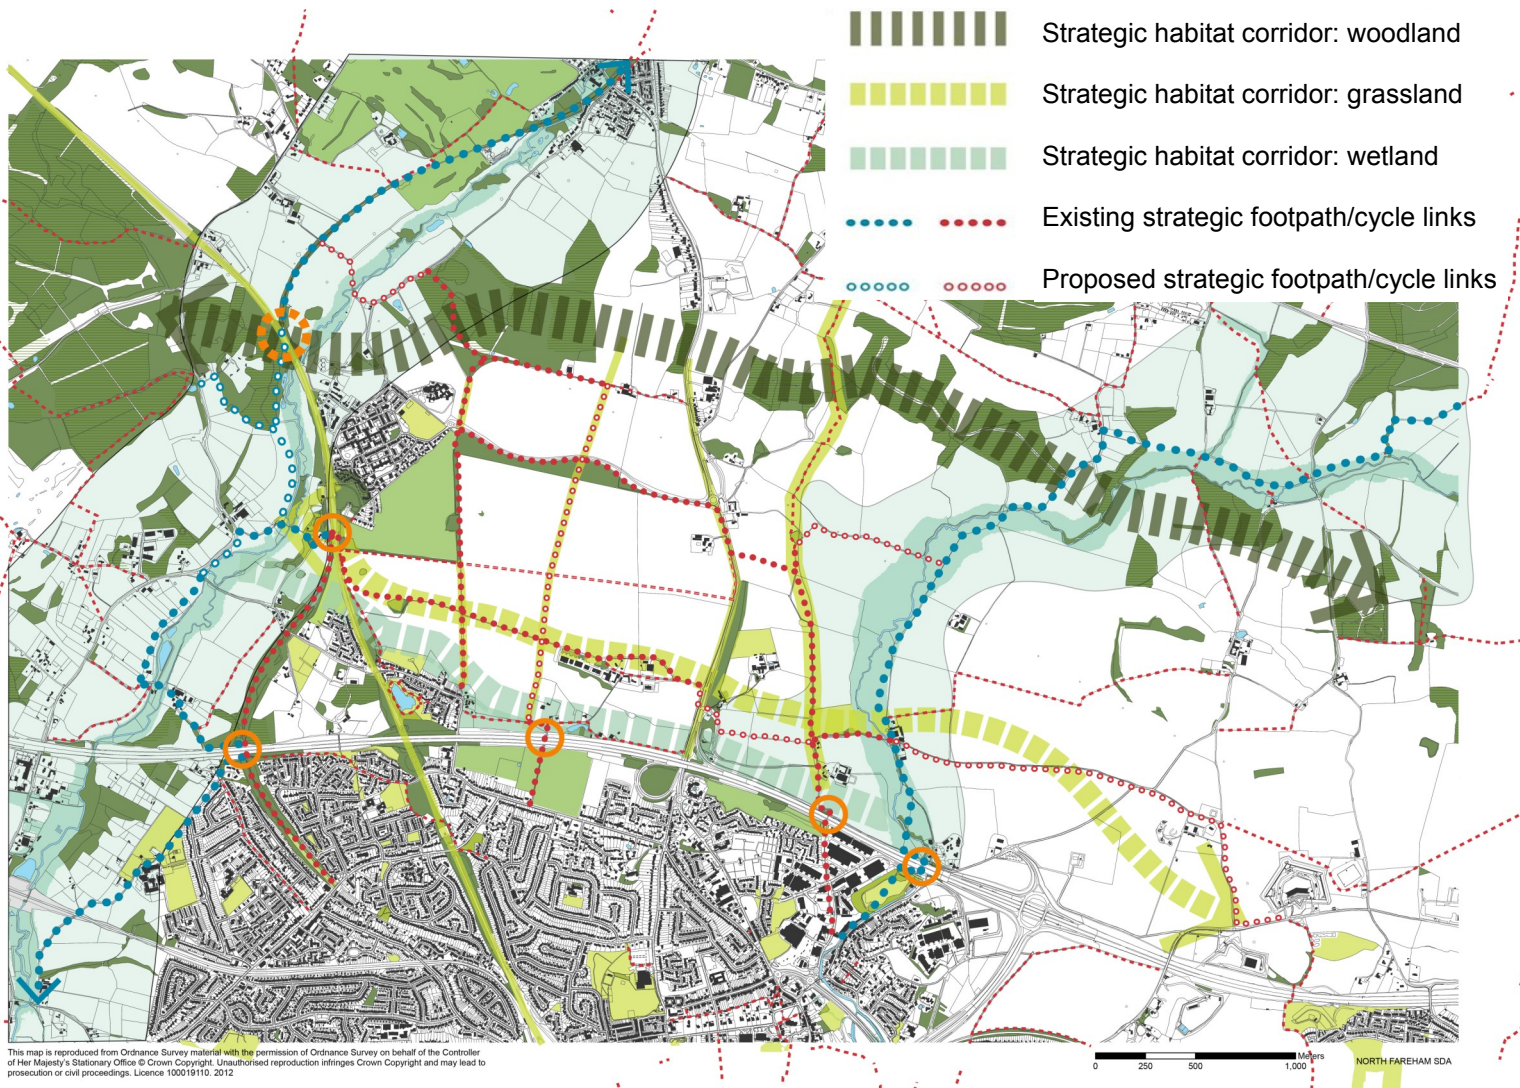 Strategic habitat corridor: woodland
Strategic habitat corridor: grassland
Strategic habitat corridor: wetland
Existing strategic footpath/cycle links
Proposed strategic footpath/cycle links
This map is reproduced from Ordnance Survey material with the permission of Ordnance Survey on behalf of the Controller
of Her Majesty's Stationary Office © Crown Copyright. Unauthorised reproduction infringes Crown Copyright and may lead to
prosecution or civil proceedings. Licence 100019110. 2012
Meters
0 250 500 1,000
NORTH FAREHAM SDA